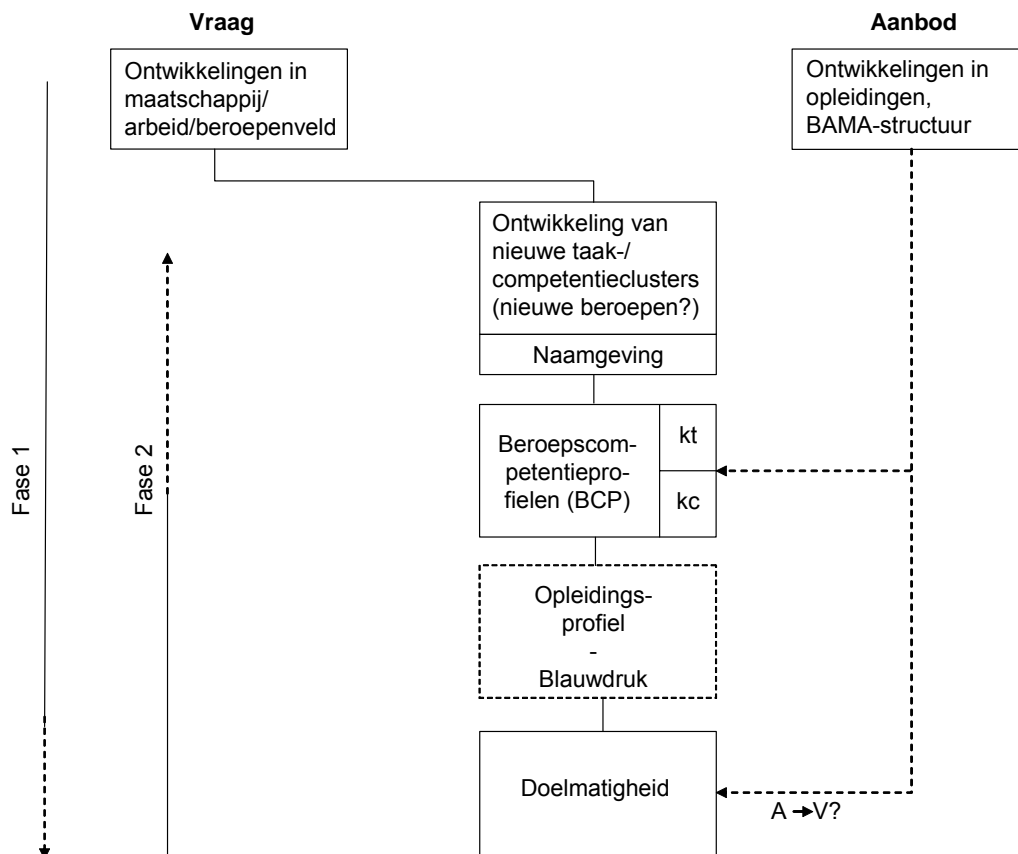 Vraag
Aanbod
Ontwikkelingen in
maatschappij/
arbeid/beroepenveld
Ontwikkelingen in
opleidingen,
BAMA-structuur
Ontwikkeling van
nieuwe taak-/
competentieclusters
(nieuwe beroepen?)
Naamgeving
Beroepscom-
petentiepro-
fielen (BCP)
kt
kc
Fase 1
Fase 2
Opleidings-
profiel
-
Blauwdruk
Doelmatigheid
A → V?